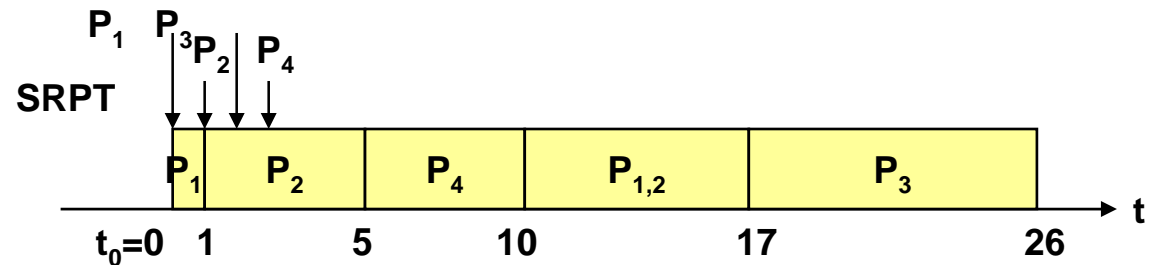 P₁ P₃
P₂ P₄
SRPT
P₁ P₂ P₄ P₁,₂ P₃
t
t₀=0 1 5 10 17 26